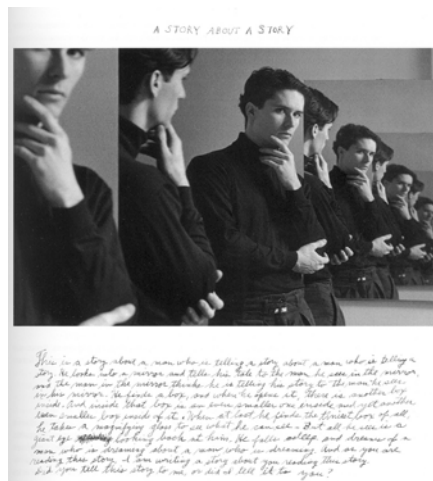 A STORY ABOUT A STORY
This is a story about a man who is telling a story about a man who is telling a
story. He looks into a mirror and tells his tale to the man he sees in the mirror,
and the man in the mirror thinks he is telling his story to the man he sees
in his mirror. He finds a box, and when he opens it, there is another box
inside. And inside that box is an even smaller one inside and yet another
even smaller box inside of it. When at last he finds the tiniest box of all,
he takes a magnifying glass to see what he can see. But all he sees is a
giant eye looking back at him. He falls asleep and dreams of a
man who is dreaming about a man who is dreaming. And as you are
reading this story, I am writing a story about you reading this story.
Did you tell this story to me, or did I tell it to you?